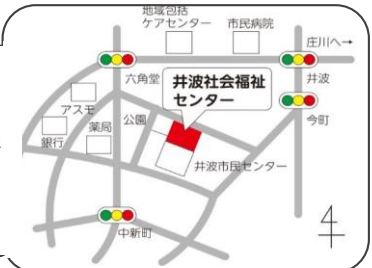 地域包括
ケアセンター
市民病院
庄川へ→
六角堂
井波
井波社会福祉
センター
アスモ
薬局
公園
今町
銀行
井波市民センター
中新町